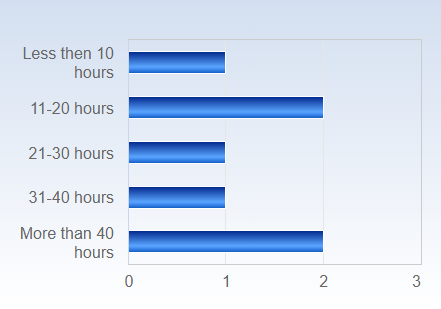 Less then 10
hours
11-20 hours
21-30 hours
31-40 hours
More than 40
hours
0 1 2 3